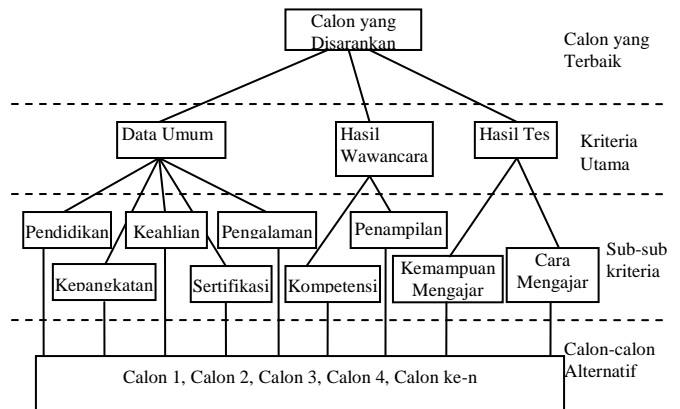 Calon yang
Disarankan
Calon yang
Terbaik
Data Umum
Hasil
Wawancara
Hasil Tes
Kriteria
Utama
Pendidikan
Keahlian
Pengalaman
Penampilan
Sub-sub
kriteria
Kepangkatan
Sertifikasi
Kompetensi
Kemampuan
Mengajar
Cara
Mengajar
Calon-calon
Alternatif
Calon 1, Calon 2, Calon 3, Calon 4, Calon ke-n